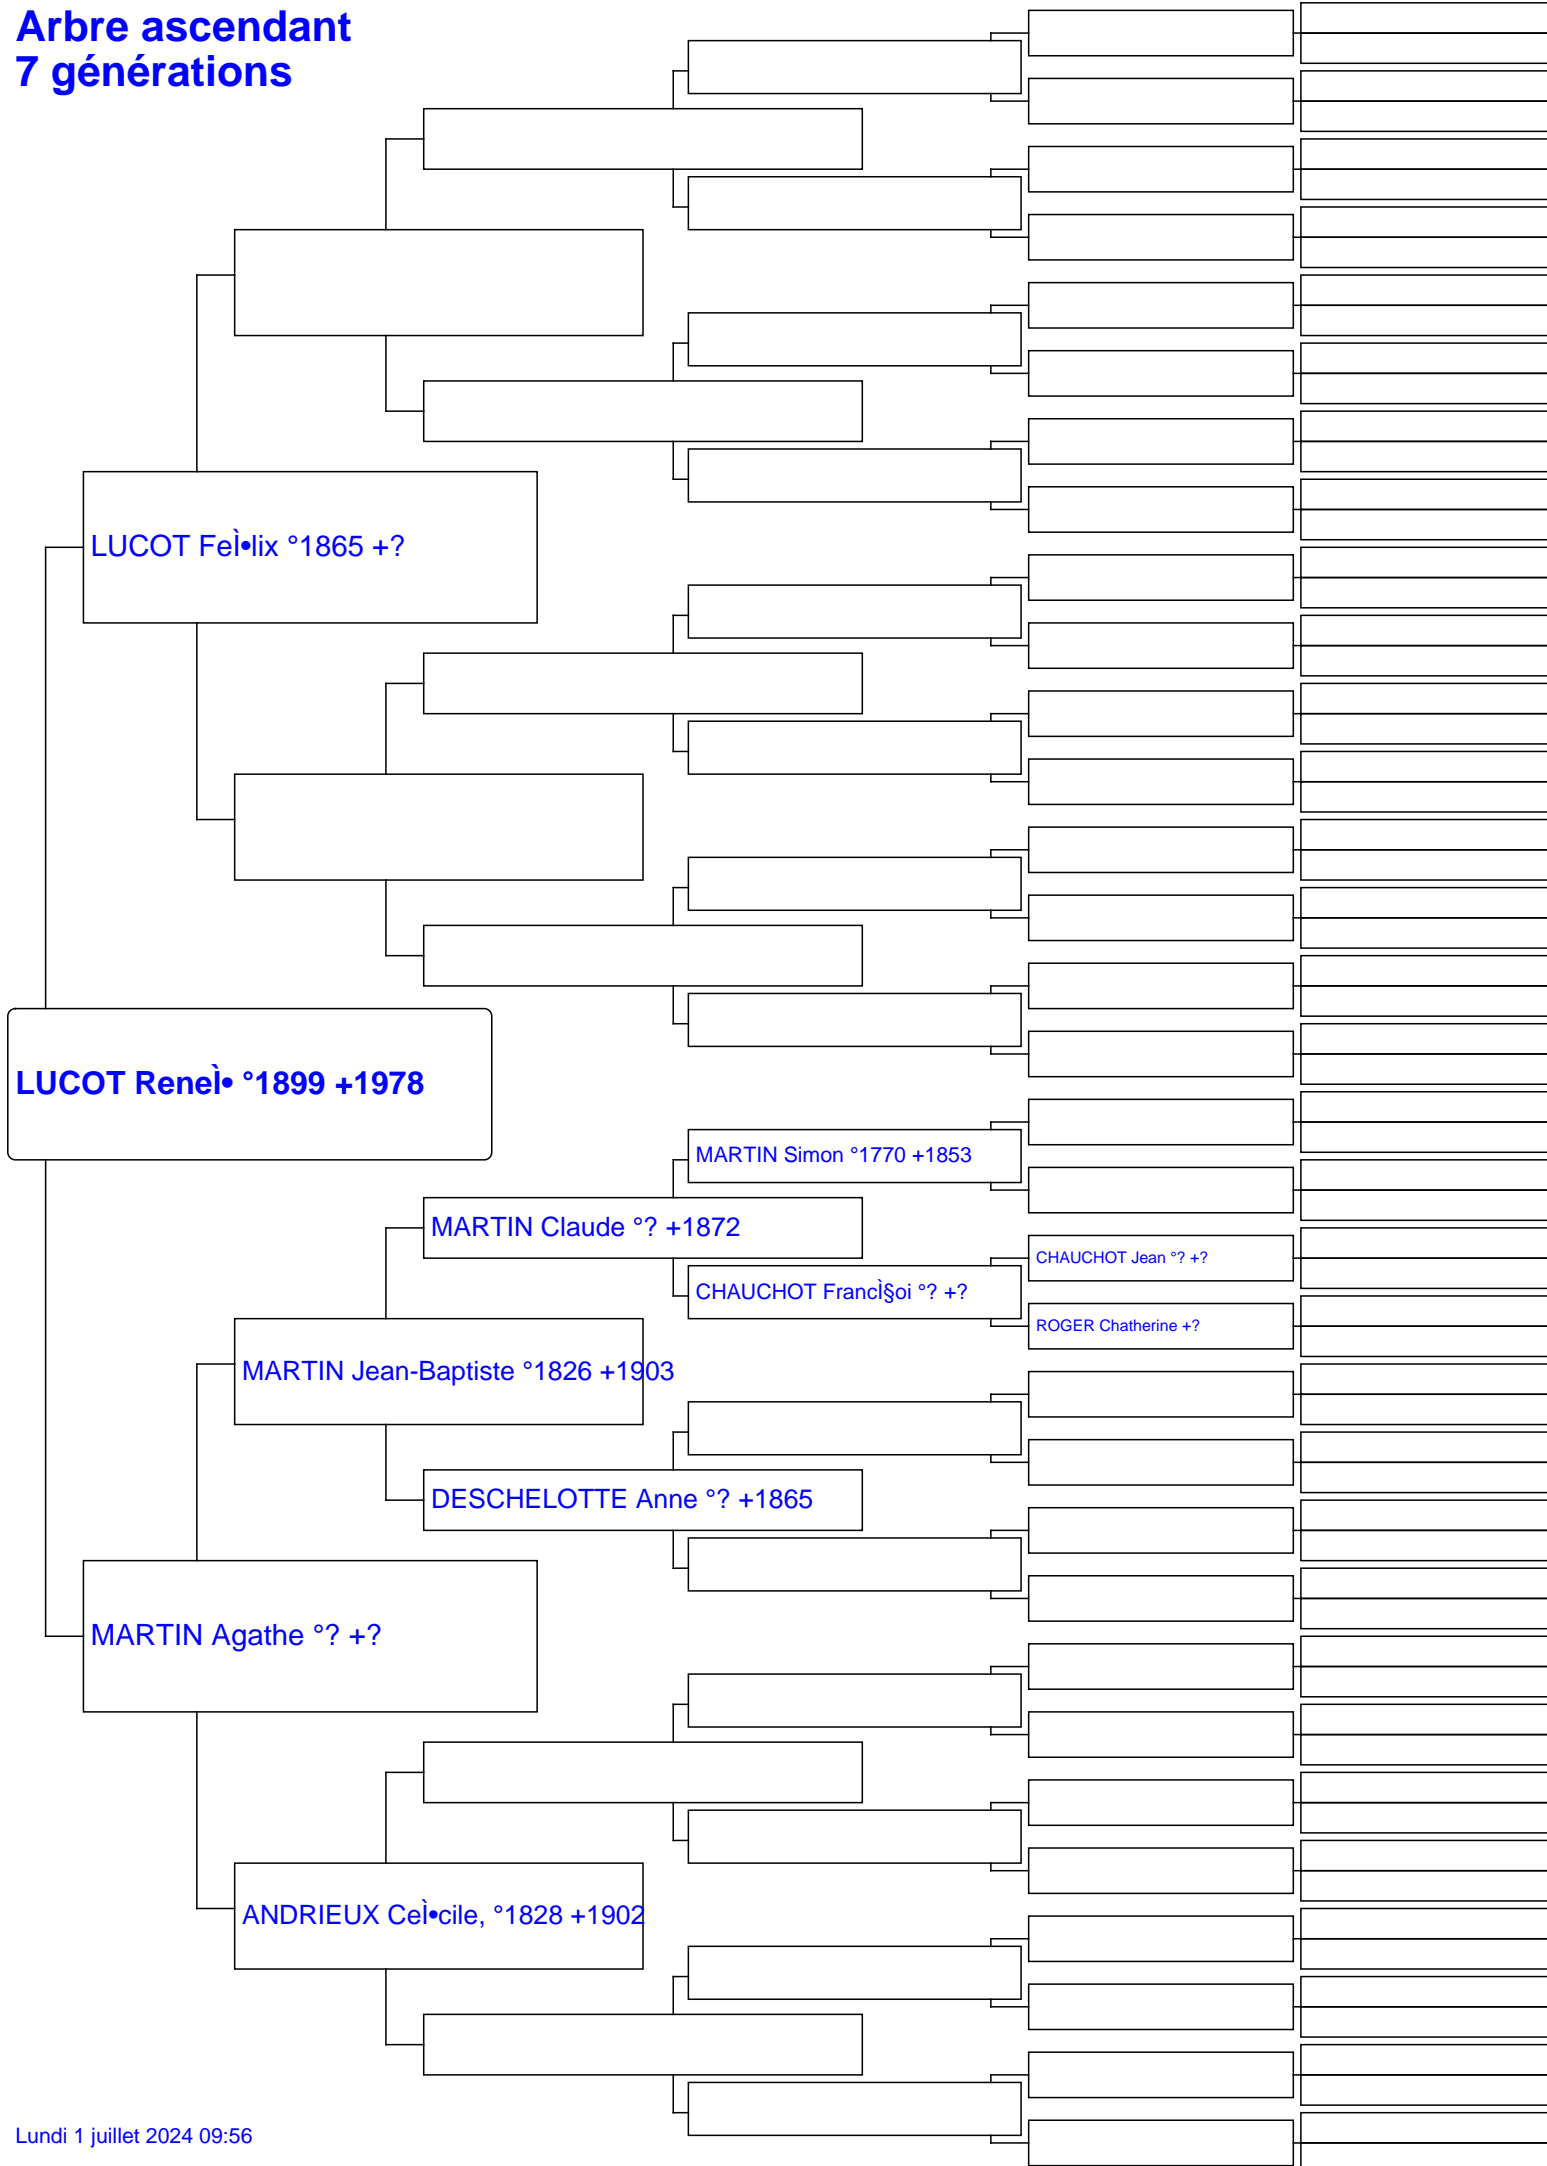 Arbre ascendant
7 générations
LUCOT FeÌ•lix °1865 +?
LUCOT ReneÌ• °1899 +1978
MARTIN Simon °1770 +1853
MARTIN Claude °? +1872
CHAUCHOT Jean °? +?
CHAUCHOT FrancÌ§oi °? +?
ROGER Chatherine +?
MARTIN Jean-Baptiste °1826 +1903
DESCHELOTTE Anne °? +1865
MARTIN Agathe °? +?
ANDRIEUX CeÌ•cile, °1828 +1902
Lundi 1 juillet 2024 09:56